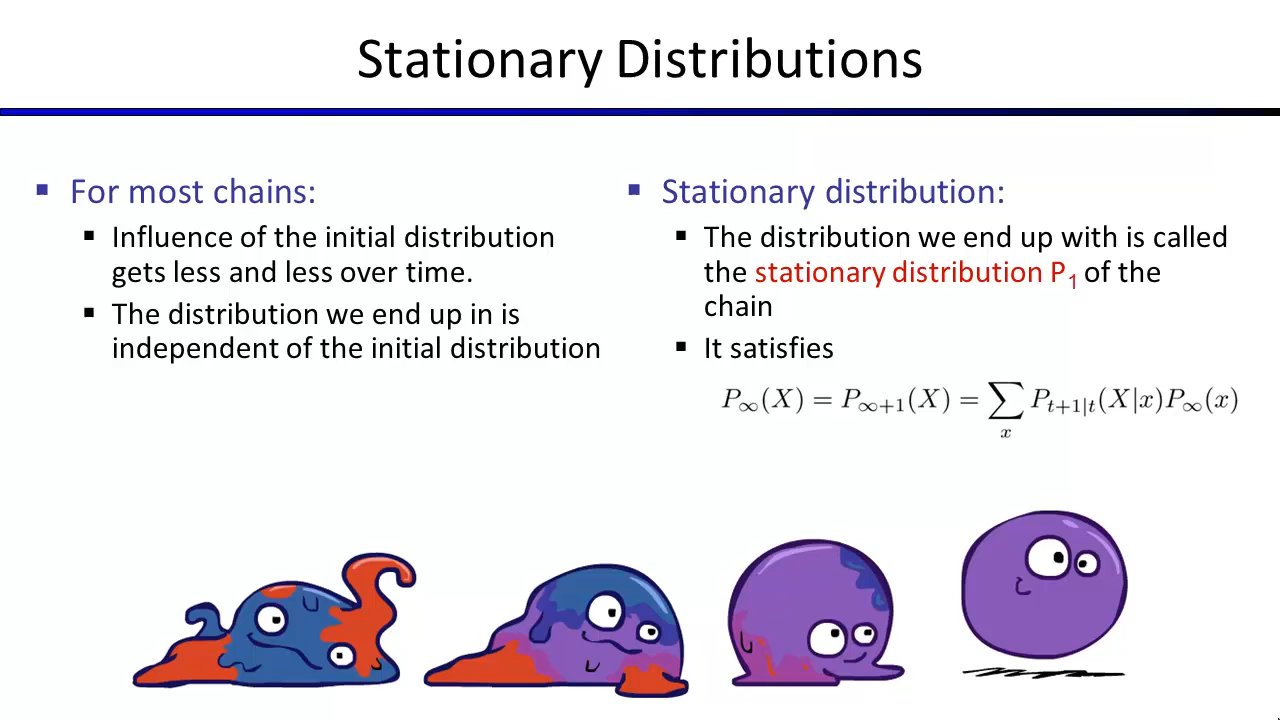 Stationary Distributions
▪ For most chains:
▪ Influence of the initial distribution
gets less and less over time.
▪ The distribution we end up in is
independent of the initial distribution
▪ Stationary distribution:
▪ The distribution we end up with is called
the stationary distribution P₁ of the
chain
▪ It satisfies
P∞(X) = P∞+1(X) = ∑x Pt+1|t(X|x)P∞(x)